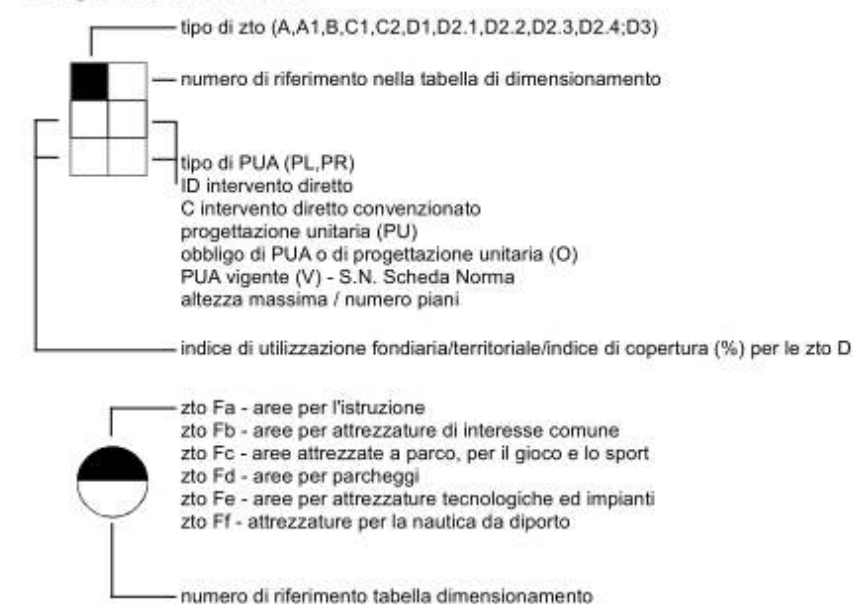 tipo di zto (A,A1,B,C1,C2,D1,D2.1,D2.2,D2.3,D2.4;D3)
numero di riferimento nella tabella di dimensionamento
tipo di PUA (PL,PR)
ID intervento diretto
C intervento diretto convenzionato
progettazione unitaria (PU)
obbligo di PUA o di progettazione unitaria (O)
PUA vigente (V) - S.N. Scheda Norma
altezza massima / numero piani
indice di utilizzazione fondiaria/territoriale/indice di copertura (%) per le zto D
zto Fa - aree per l'istruzione
zto Fb - aree per attrezzature di interesse comune
zto Fc - aree attrezzate a parco, per il gioco e lo sport
zto Fd - aree per parcheggi
zto Fe - aree per attrezzature tecnologiche ed impianti
zto Ff - attrezzature per la nautica da diporto
numero di riferimento tabella dimensionamento